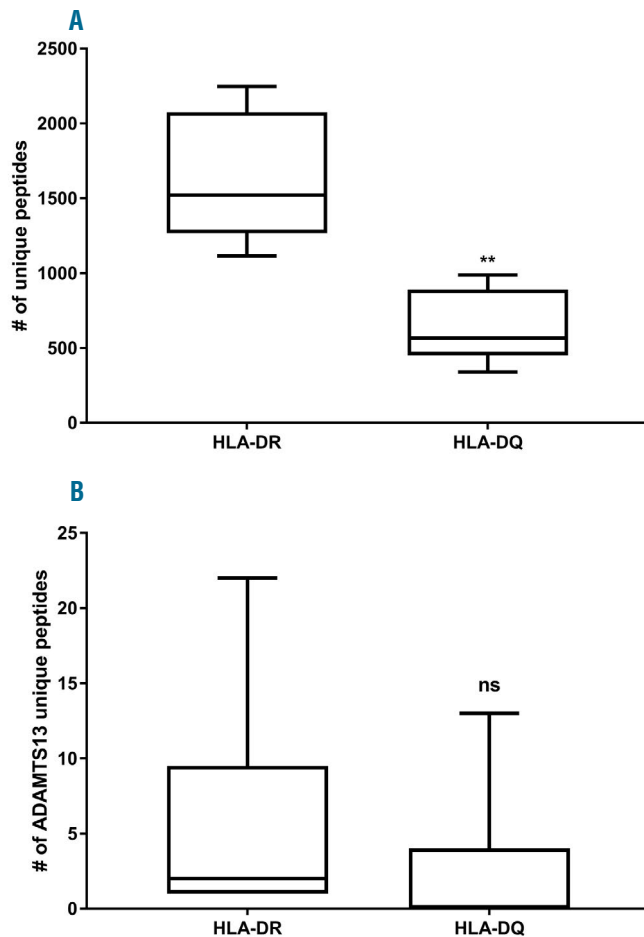 A
# of unique peptides
2500
2000
1500
1000
500
0
**
HLA-DR
HLA-DQ
B
# of ADAMTS13 unique peptides
25
20
15
10
5
0
ns
HLA-DR
HLA-DQ